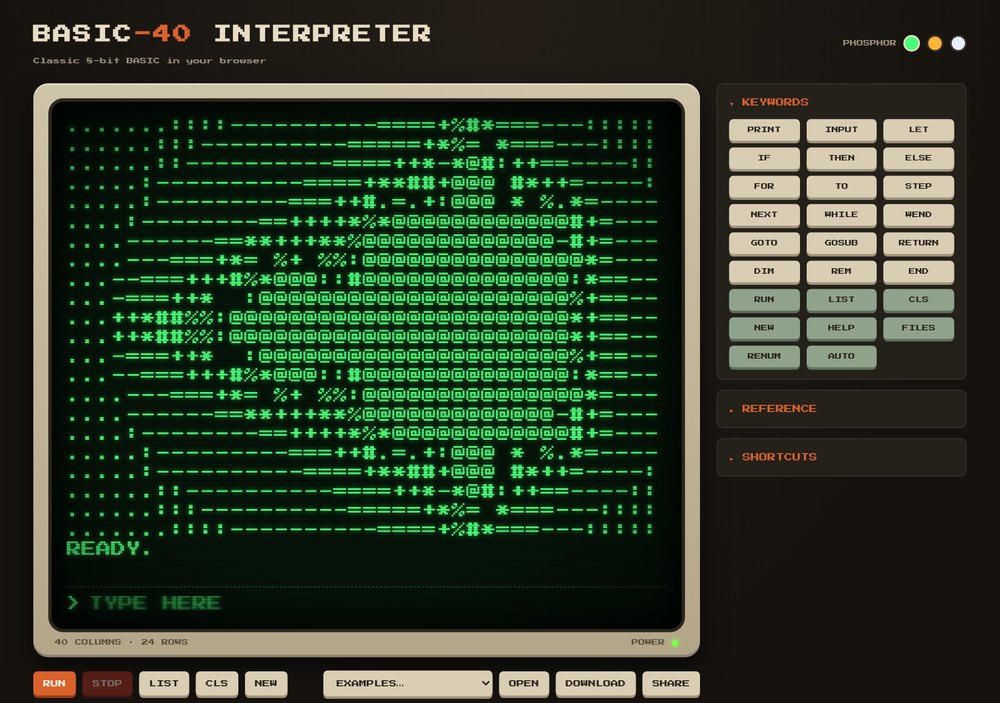 BASIC-40 INTERPRETER
Classic 8-bit BASIC in your browser
PHOSPHOR
READY.
> TYPE HERE
40 COLUMNS · 24 ROWS
POWER
RUN
STOP
LIST
CLS
NEW
EXAMPLES...
OPEN
DOWNLOAD
SHARE
KEYWORDS
PRINT INPUT LET
IF THEN ELSE
FOR TO STEP
NEXT WHILE WEND
GOTO GOSUB RETURN
DIM REM END
RUN LIST CLS
NEW HELP FILES
RENUM AUTO
REFERENCE
SHORTCUTS